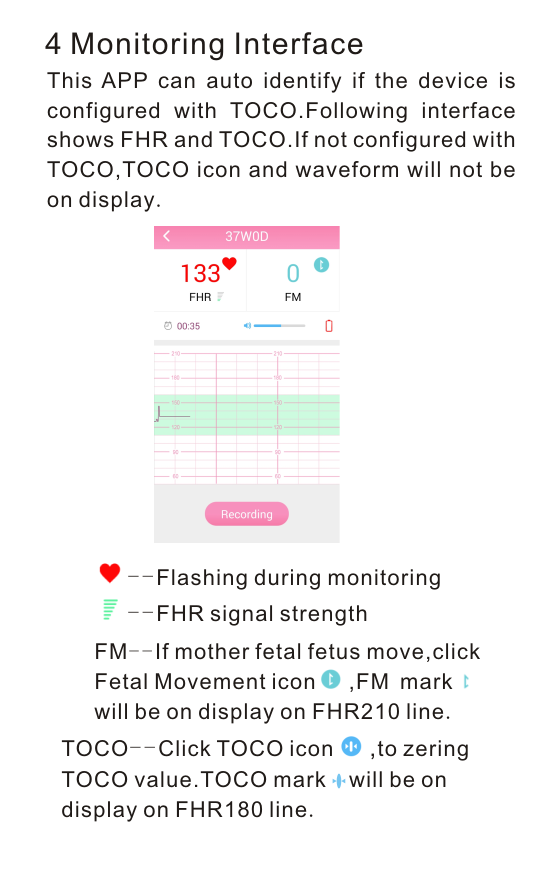 4 Monitoring Interface
This APP can auto identify if the device is
configured with TOCO.Following interface
shows FHR and TOCO.If not configured with
TOCO,TOCO icon and waveform will not be
on display.
37W0D
133
0
FHR
FM
00:35
210 210
180 180
150 150
120 120
90 90
60 60
Recording
--Flashing during monitoring
--FHR signal strength
FM--If mother fetal fetus move,click
Fetal Movement icon ,FM mark
will be on display on FHR210 line.
TOCO--Click TOCO icon ,to zering
TOCO value.TOCO mark will be on
display on FHR180 line.